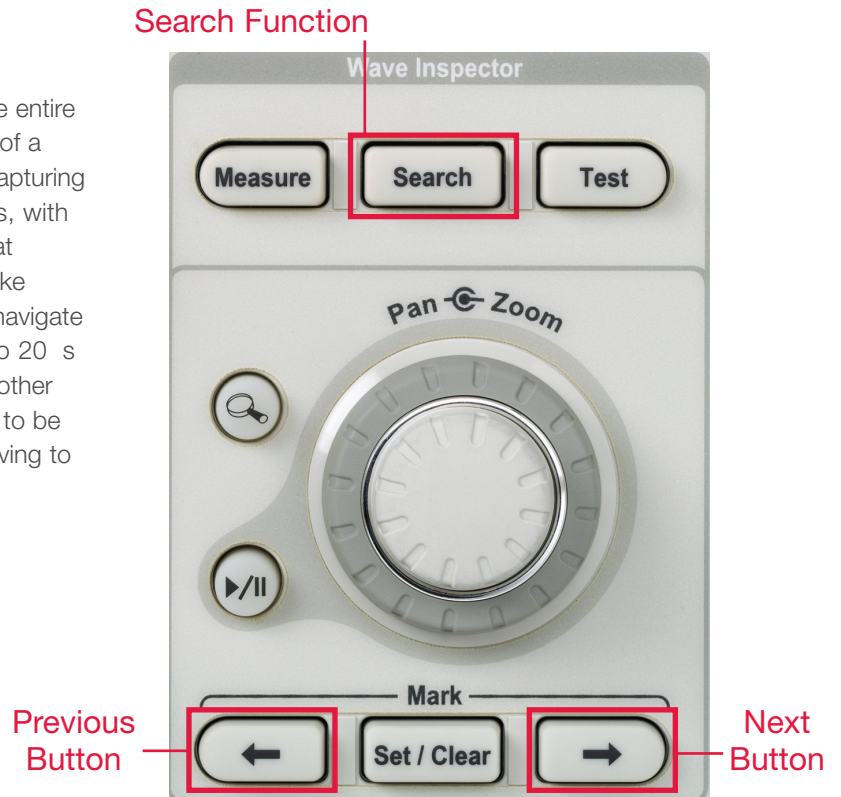 Search Function
Wave Inspector
e entire
of a
apturing
s, with
at
ke
navigate
o 20 s
other
to be
ving to
Measure
Search
Test
Pan Zoom
Mark
Previous
Button
Set / Clear
Next
Button